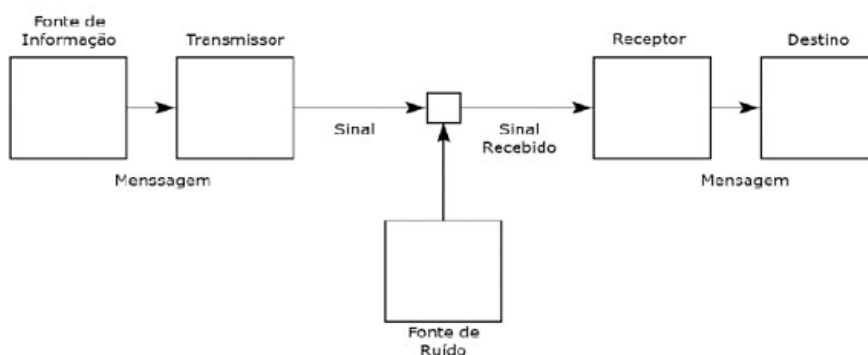 Fonte de
Informação
Transmissor
Receptor
Destino
Sinal
Sinal
Recebido
Menssagem
Mensagem
Fonte de
Ruído